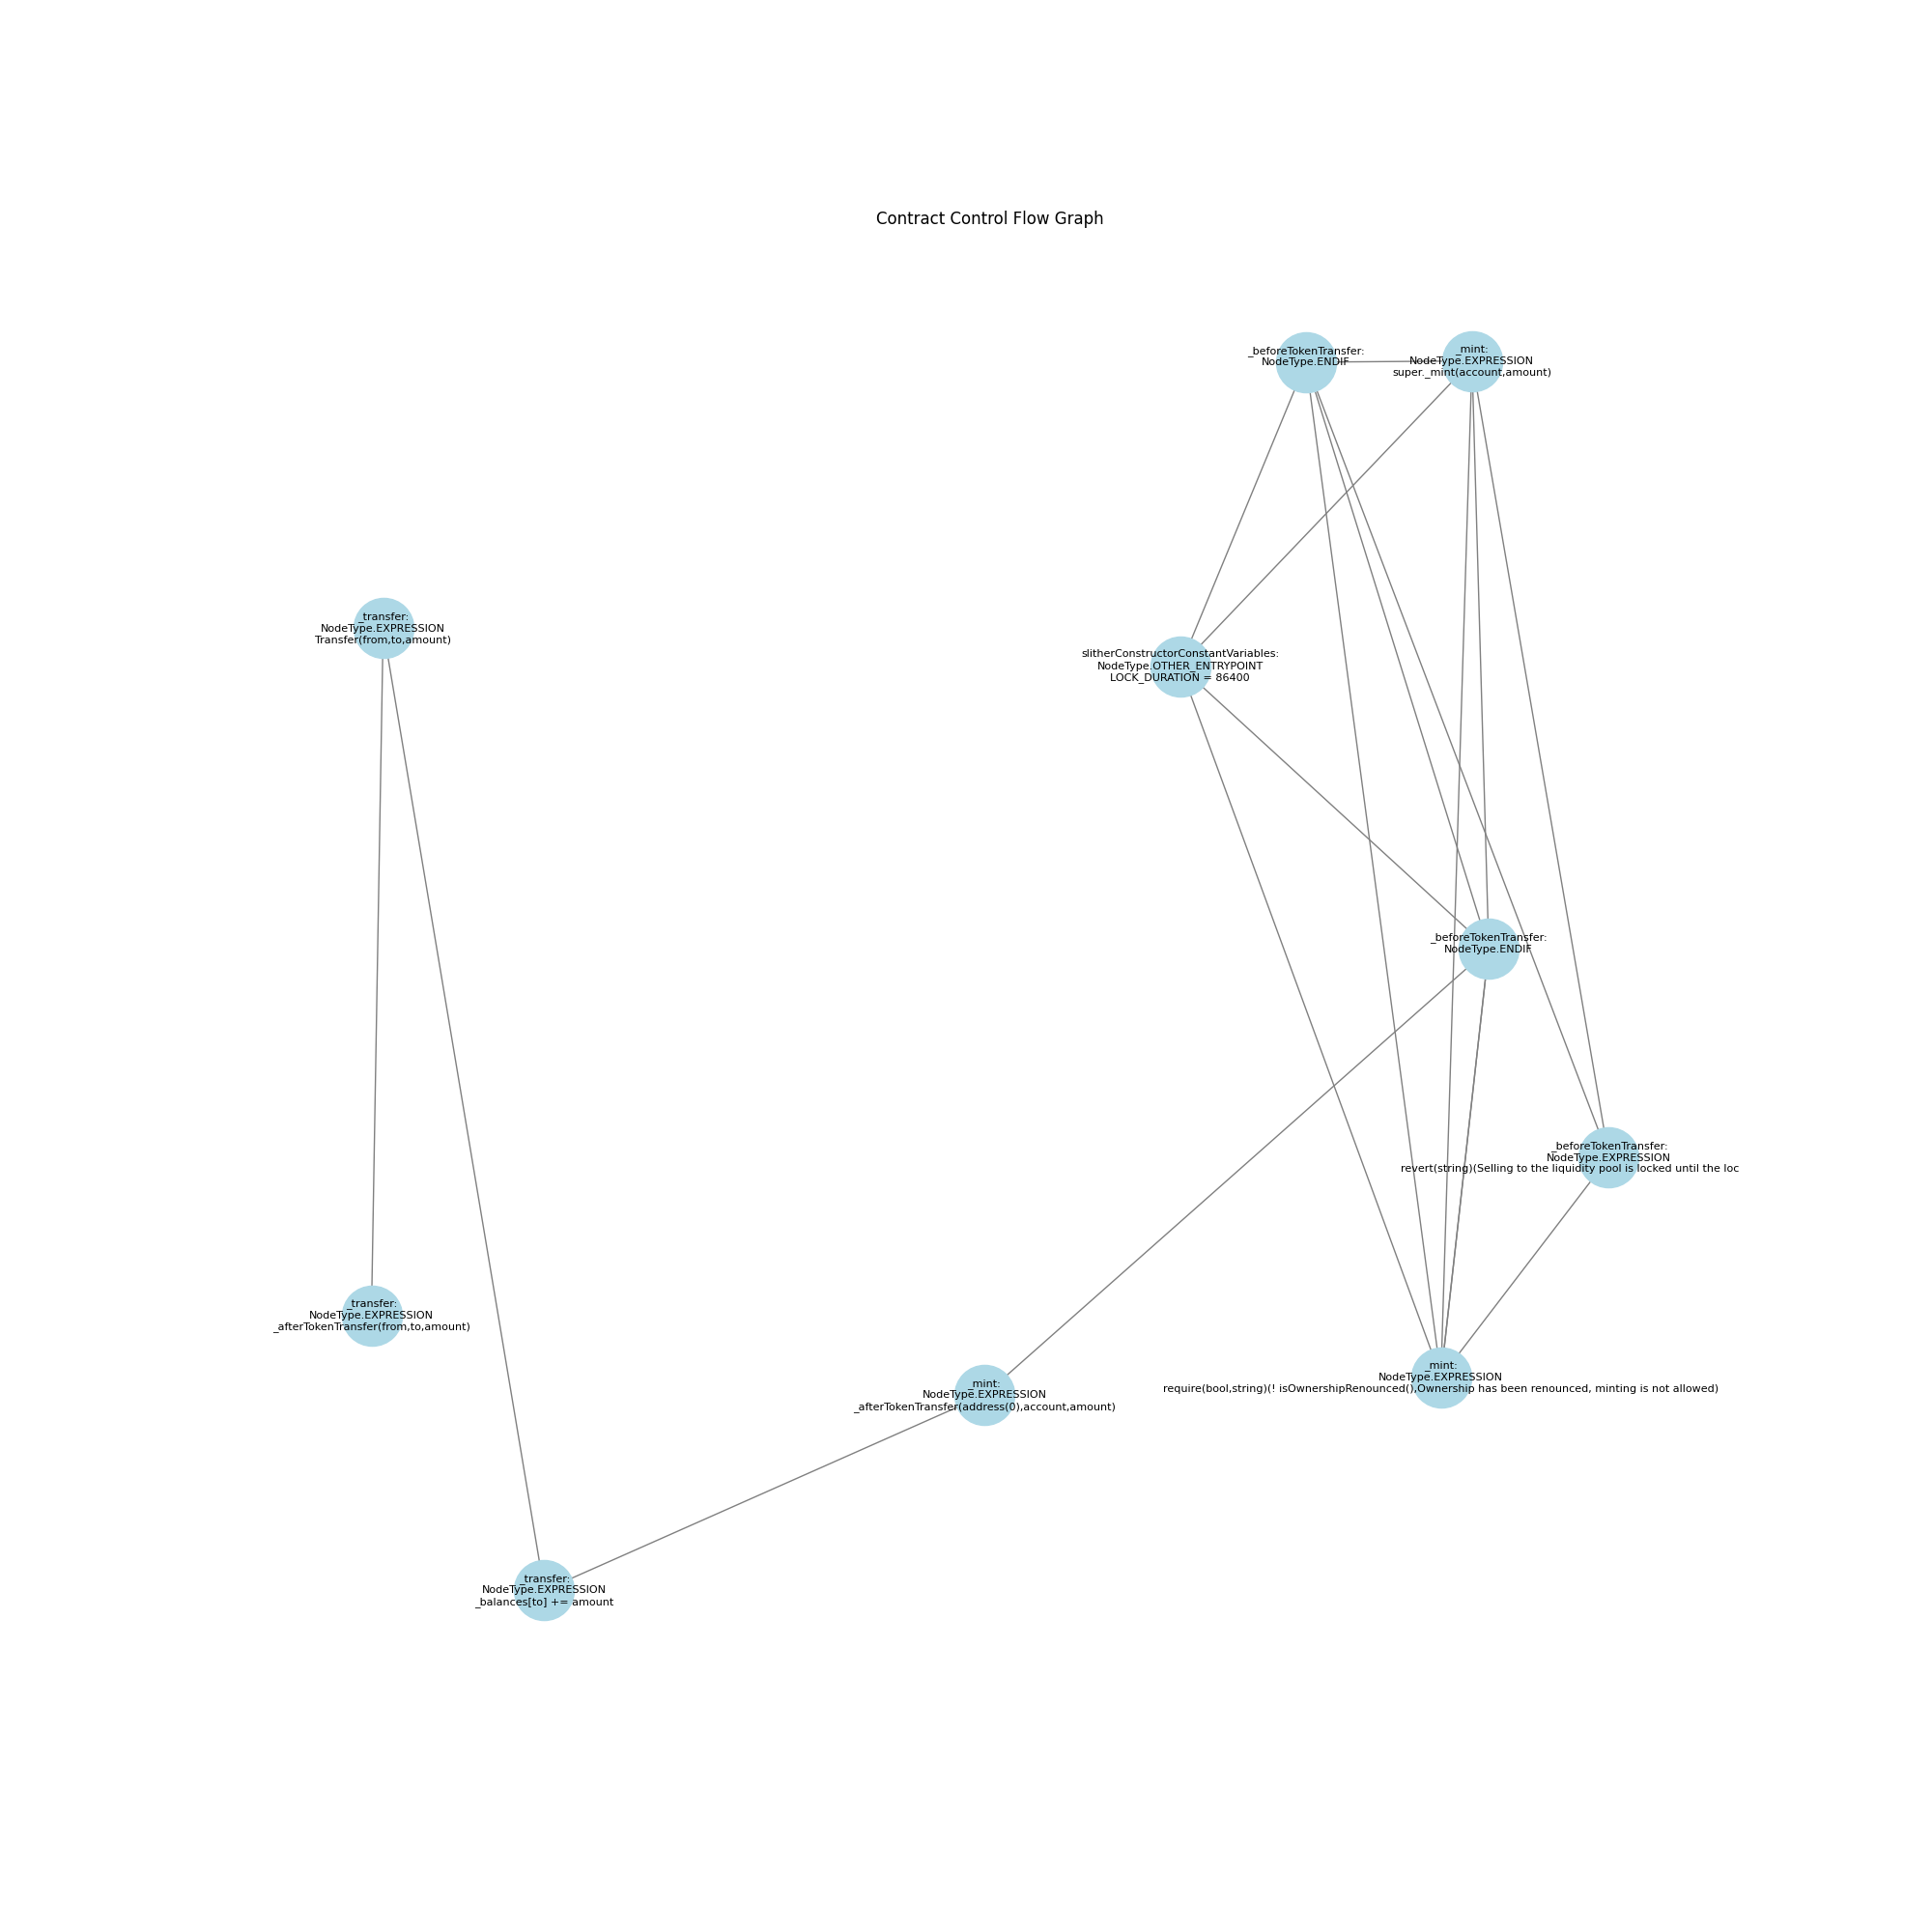 Contract Control Flow Graph
_beforeTokenTransfer:
NodeType.ENDIF
_mint:
NodeType.EXPRESSION
super._mint(account,amount)
_transfer:
NodeType.EXPRESSION
Transfer(from,to,amount)
slitherConstructorConstantVariables:
NodeType.OTHER_ENTRYPOINT
LOCK_DURATION = 86400
_beforeTokenTransfer:
NodeType.ENDIF
_beforeTokenTransfer:
NodeType.EXPRESSION
revert(string)(Selling to the liquidity pool is locked until the loc
_transfer:
NodeType.EXPRESSION
_afterTokenTransfer(from,to,amount)
_mint:
NodeType.EXPRESSION
require(bool,string)(! isOwnershipRenounced(),Ownership has been renounced, minting is not allowed)
_mint:
NodeType.EXPRESSION
_afterTokenTransfer(address(0),account,amount)
_transfer:
NodeType.EXPRESSION
_balances[to] += amount